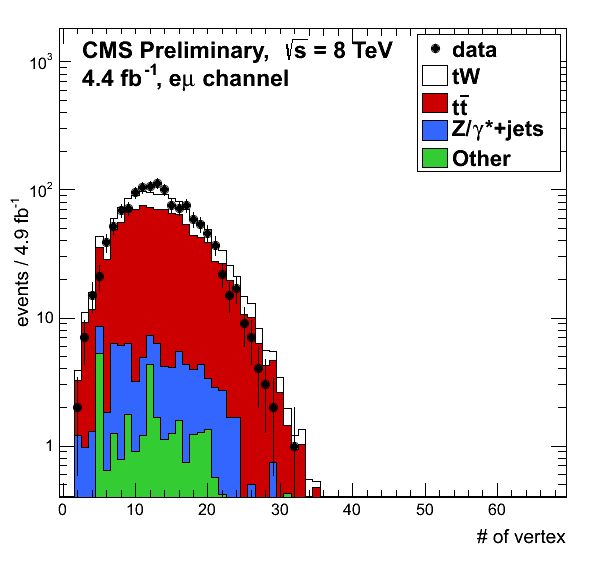 CMS Preliminary, √s = 8 TeV
4.4 fb⁻¹, eμ channel
data
tW
tt̄
Z/γ*+jets
Other
events / 4.9 fb⁻¹
10³
10²
10
1
0 10 20 30 40 50 60
# of vertex